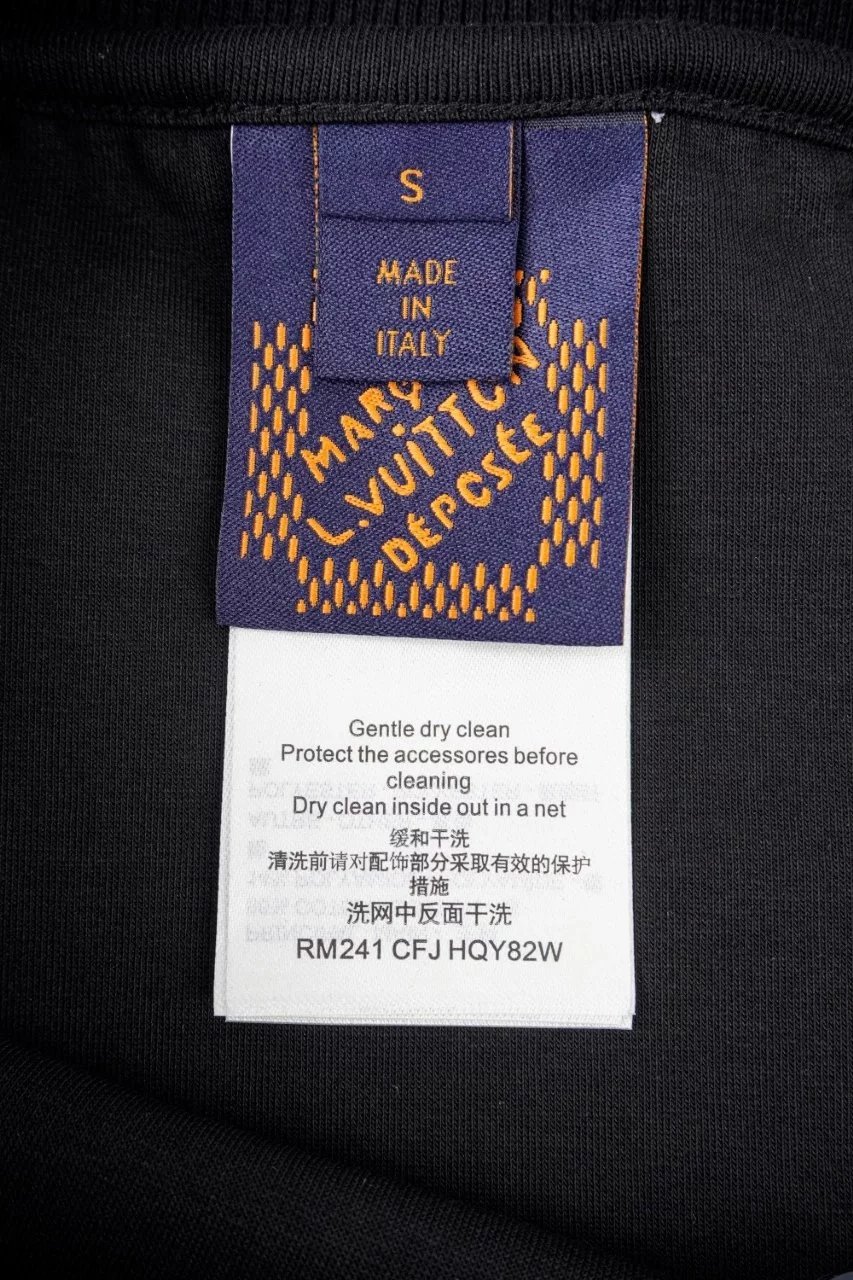 S
MADE
IN
ITALY
L.VUITTON
DÉPOSÉE
Gentle dry clean
Protect the accessores before
cleaning
Dry clean inside out in a net
缓和干洗
清洗前请对配饰部分采取有效的保护
措施
洗网中反面干洗
RM241 CFJ HQY82W